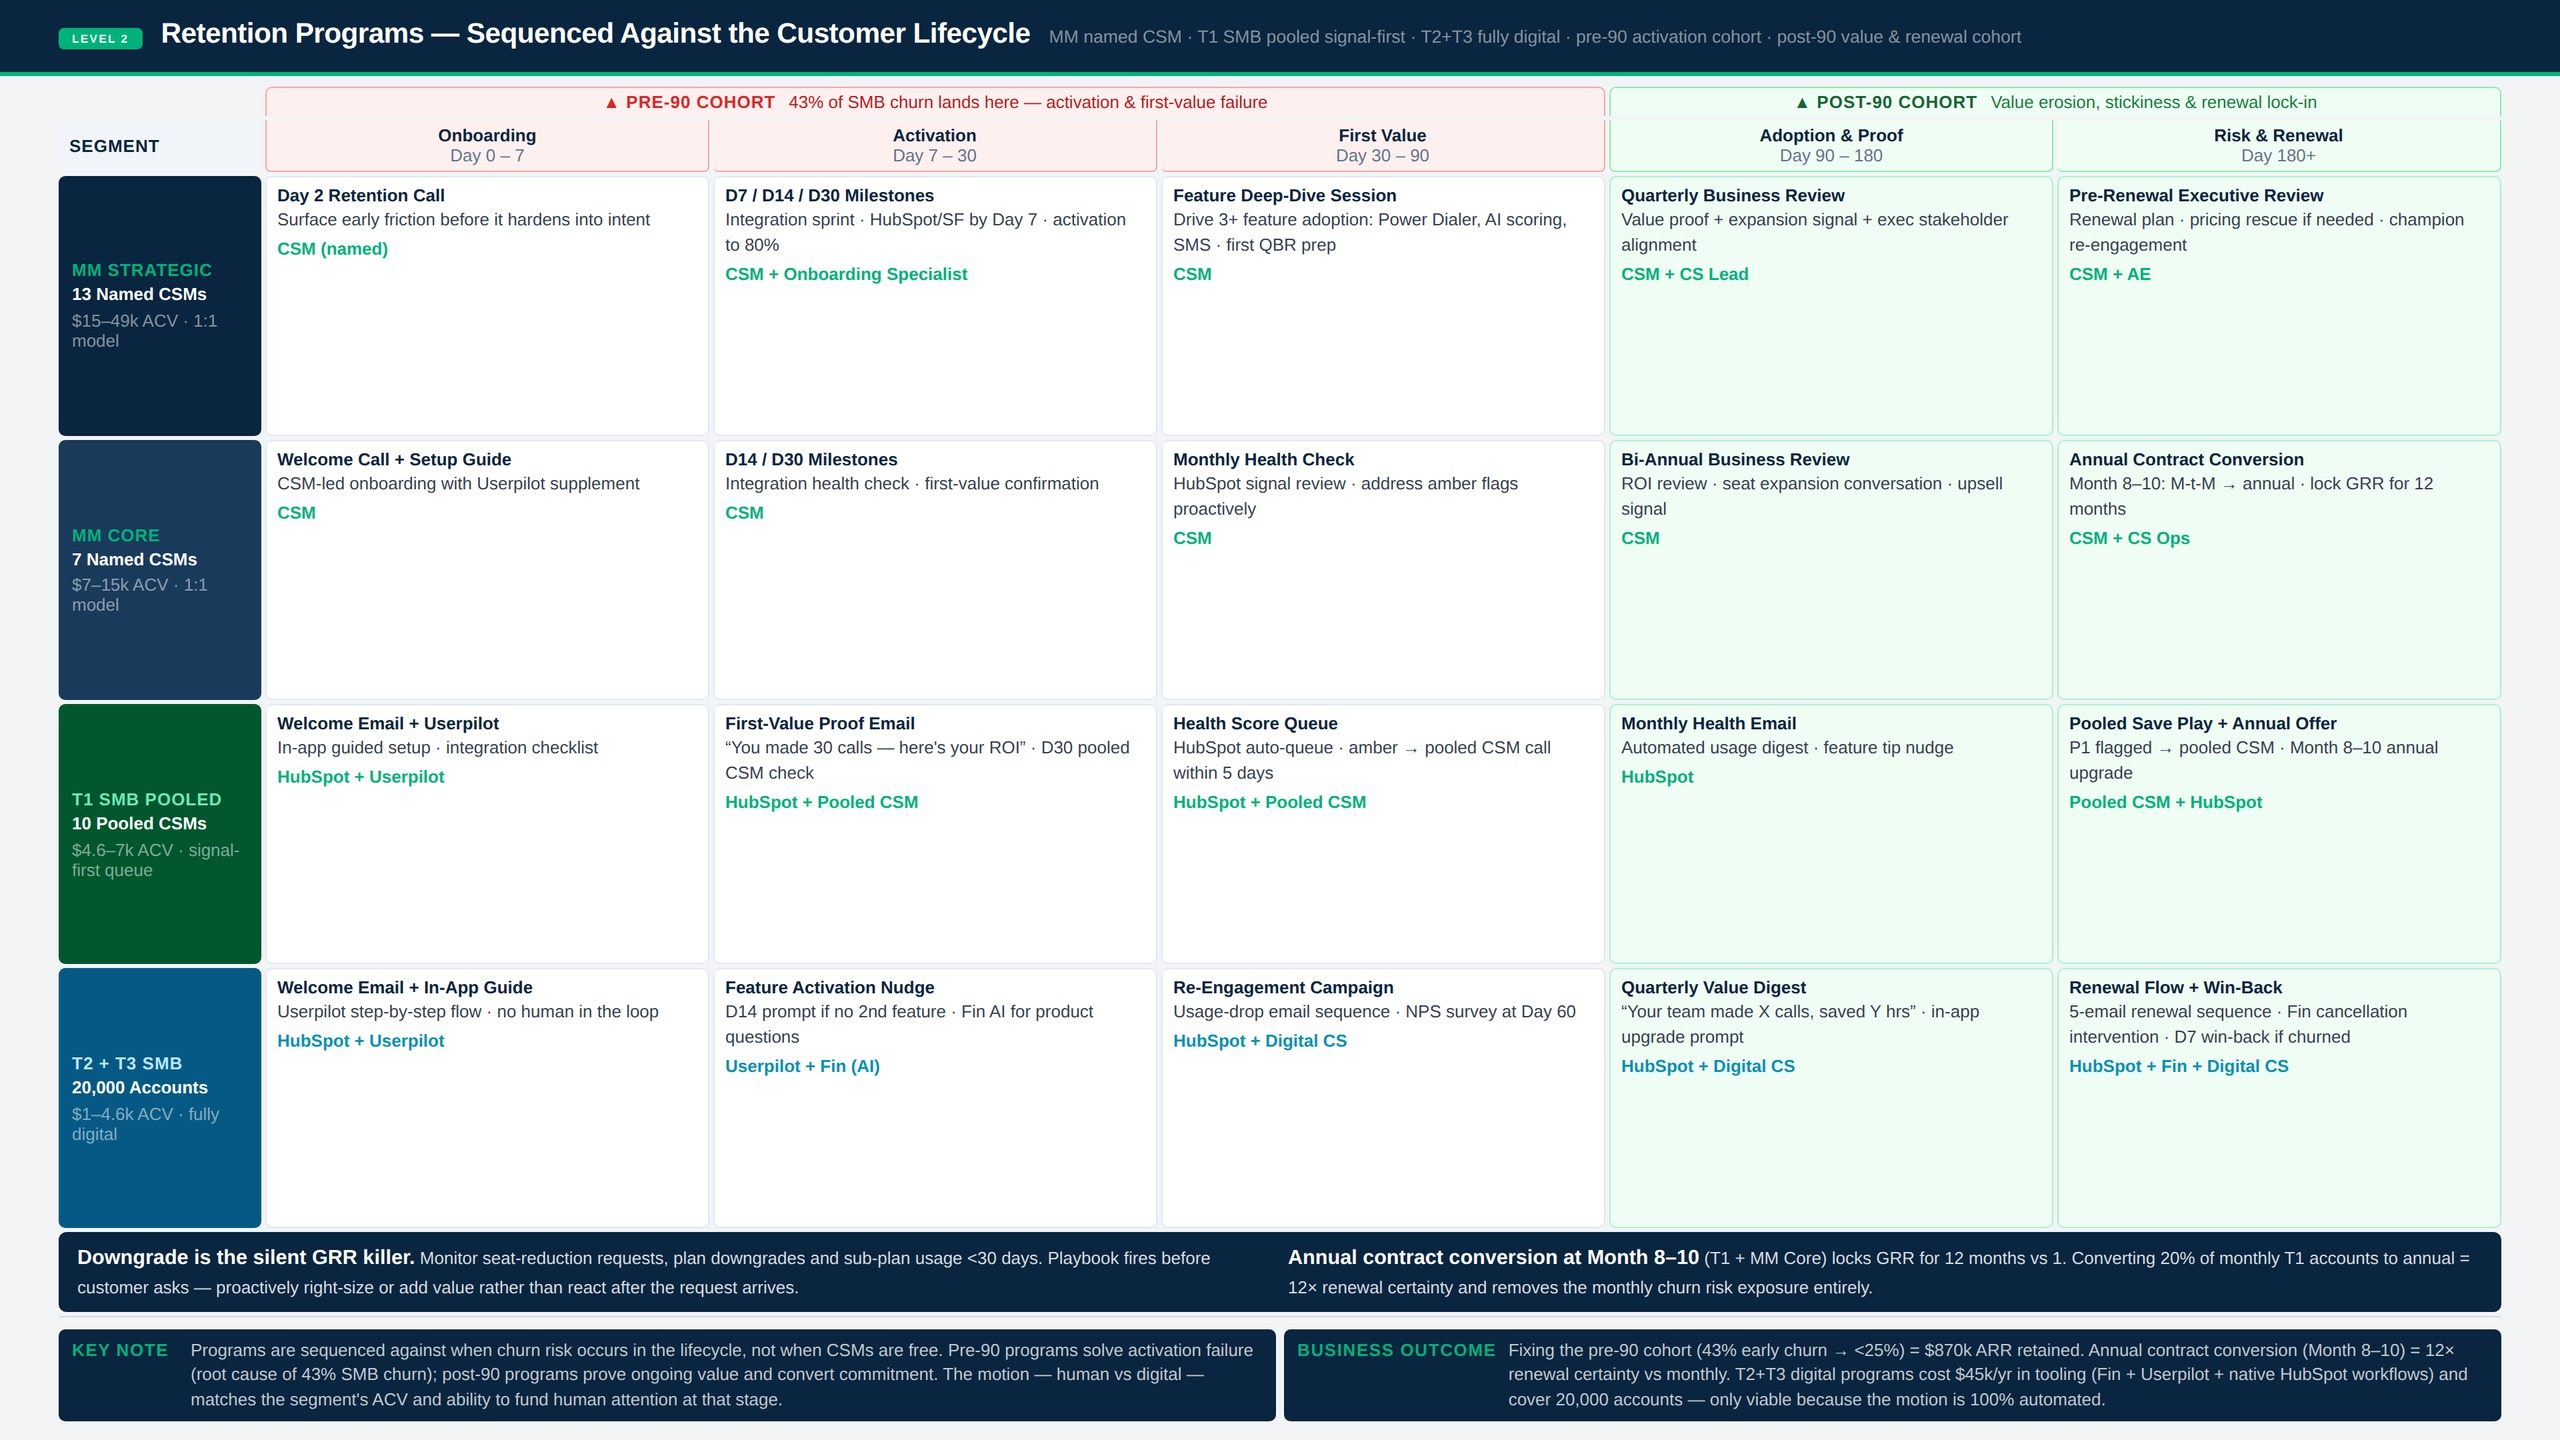 LEVEL 2
Retention Programs — Sequenced Against the Customer Lifecycle
MM named CSM · T1 SMB pooled signal-first · T2+T3 fully digital · pre-90 activation cohort · post-90 value & renewal cohort
▲ PRE-90 COHORT 43% of SMB churn lands here — activation & first-value failure
▲ POST-90 COHORT Value erosion, stickiness & renewal lock-in
SEGMENT
Onboarding
Day 0 – 7
Activation
Day 7 – 30
First Value
Day 30 – 90
Adoption & Proof
Day 90 – 180
Risk & Renewal
Day 180+
MM STRATEGIC
13 Named CSMs
$15–49k ACV · 1:1
model
Day 2 Retention Call
Surface early friction before it hardens into intent
CSM (named)
D7 / D14 / D30 Milestones
Integration sprint · HubSpot/SF by Day 7 · activation
to 80%
CSM + Onboarding Specialist
Feature Deep-Dive Session
Drive 3+ feature adoption: Power Dialer, AI scoring,
SMS · first QBR prep
CSM
Quarterly Business Review
Value proof + expansion signal + exec stakeholder
alignment
CSM + CS Lead
Pre-Renewal Executive Review
Renewal plan · pricing rescue if needed · champion
re-engagement
CSM + AE
MM CORE
7 Named CSMs
$7–15k ACV · 1:1
model
Welcome Call + Setup Guide
CSM-led onboarding with Userpilot supplement
CSM
D14 / D30 Milestones
Integration health check · first-value confirmation
CSM
Monthly Health Check
HubSpot signal review · address amber flags
proactively
CSM
Bi-Annual Business Review
ROI review · seat expansion conversation · upsell
signal
CSM
Annual Contract Conversion
Month 8–10: M-t-M → annual · lock GRR for 12
months
CSM + CS Ops
T1 SMB POOLED
10 Pooled CSMs
$4.6–7k ACV · signal-
first queue
Welcome Email + Userpilot
In-app guided setup · integration checklist
HubSpot + Userpilot
First-Value Proof Email
“You made 30 calls — here's your ROI” · D30 pooled
CSM check
HubSpot + Pooled CSM
Health Score Queue
HubSpot auto-queue · amber → pooled CSM call
within 5 days
HubSpot + Pooled CSM
Monthly Health Email
Automated usage digest · feature tip nudge
HubSpot
Pooled Save Play + Annual Offer
P1 flagged → pooled CSM · Month 8–10 annual
upgrade
Pooled CSM + HubSpot
T2 + T3 SMB
20,000 Accounts
$1–4.6k ACV · fully
digital
Welcome Email + In-App Guide
Userpilot step-by-step flow · no human in the loop
HubSpot + Userpilot
Feature Activation Nudge
D14 prompt if no 2nd feature · Fin AI for product
questions
Userpilot + Fin (AI)
Re-Engagement Campaign
Usage-drop email sequence · NPS survey at Day 60
HubSpot + Digital CS
Quarterly Value Digest
“Your team made X calls, saved Y hrs” · in-app
upgrade prompt
HubSpot + Digital CS
Renewal Flow + Win-Back
5-email renewal sequence · Fin cancellation
intervention · D7 win-back if churned
HubSpot + Fin + Digital CS
Downgrade is the silent GRR killer. Monitor seat-reduction requests, plan downgrades and sub-plan usage <30 days. Playbook fires before
customer asks — proactively right-size or add value rather than react after the request arrives.
Annual contract conversion at Month 8–10 (T1 + MM Core) locks GRR for 12 months vs 1. Converting 20% of monthly T1 accounts to annual =
12× renewal certainty and removes the monthly churn risk exposure entirely.
KEY NOTE
Programs are sequenced against when churn risk occurs in the lifecycle, not when CSMs are free. Pre-90 programs solve activation failure
(root cause of 43% SMB churn); post-90 programs prove ongoing value and convert commitment. The motion — human vs digital —
matches the segment's ACV and ability to fund human attention at that stage.
BUSINESS OUTCOME
Fixing the pre-90 cohort (43% early churn → <25%) = $870k ARR retained. Annual contract conversion (Month 8–10) = 12×
renewal certainty vs monthly. T2+T3 digital programs cost $45k/yr in tooling (Fin + Userpilot + native HubSpot workflows) and
cover 20,000 accounts — only viable because the motion is 100% automated.